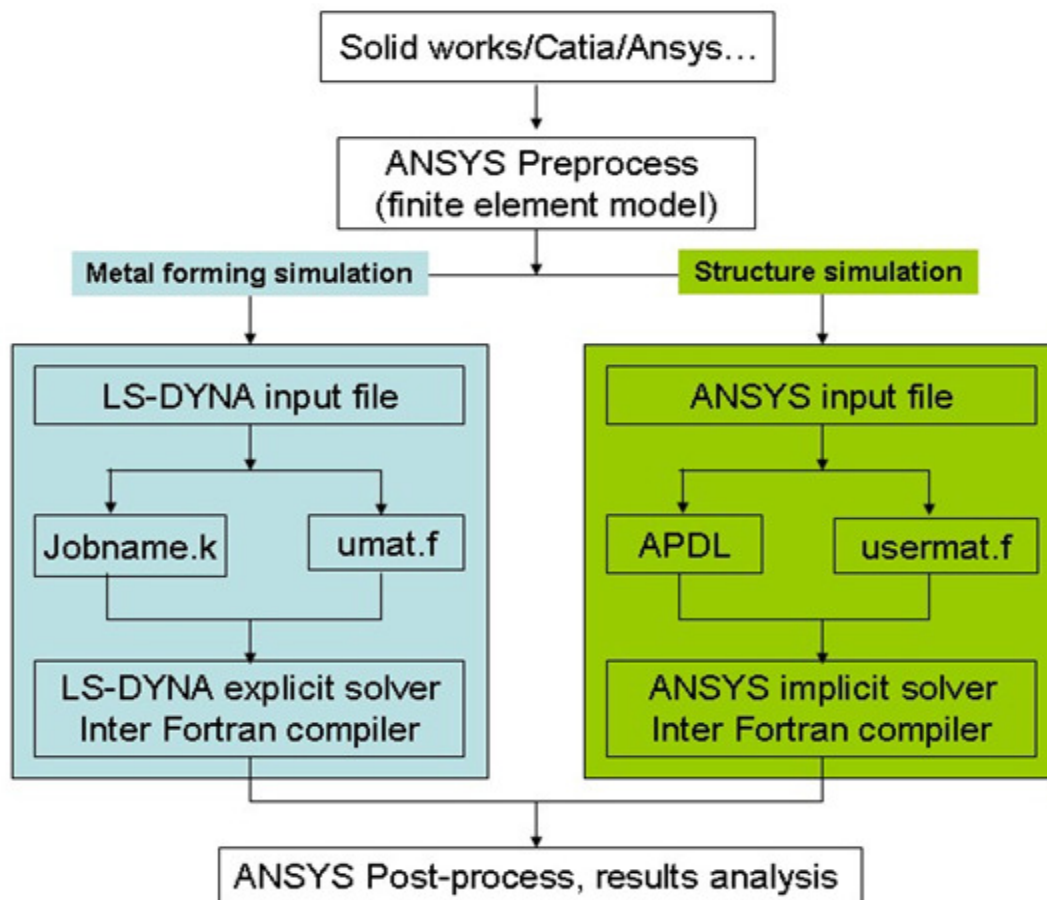 Solid works/Catia/Ansys…
ANSYS Preprocess
(finite element model)
Metal forming simulation
Structure simulation
LS-DYNA input file
Jobname.k
umat.f
LS-DYNA explicit solver
Inter Fortran compiler
ANSYS input file
APDL
usermat.f
ANSYS implicit solver
Inter Fortran compiler
ANSYS Post-process, results analysis